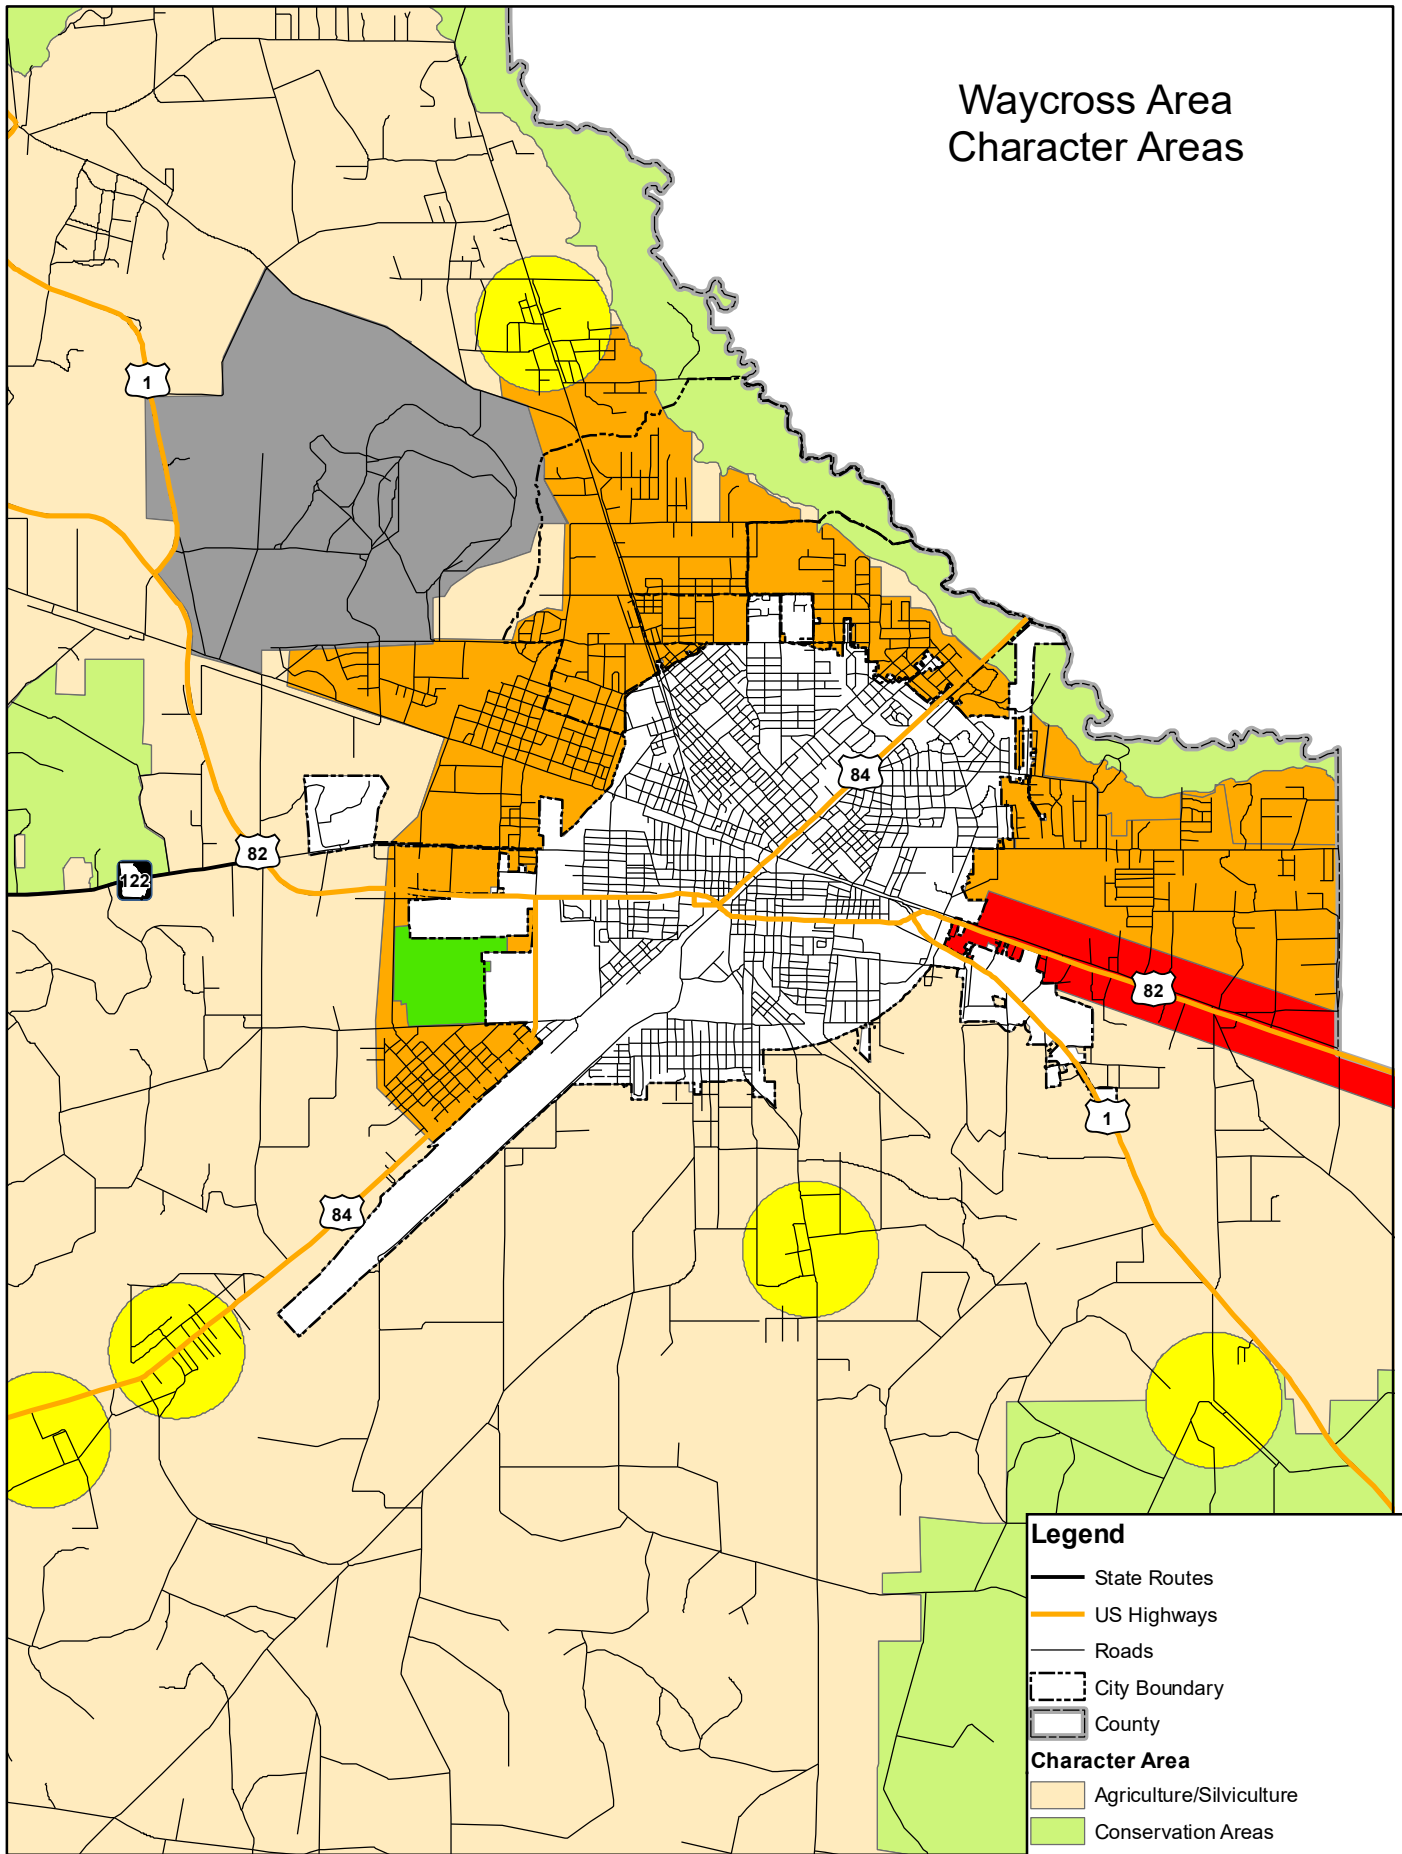 Waycross Area
Character Areas
1
84
82
122
82
1
84
Legend
State Routes
US Highways
Roads
City Boundary
County
Character Area
Agriculture/Silviculture
Conservation Areas